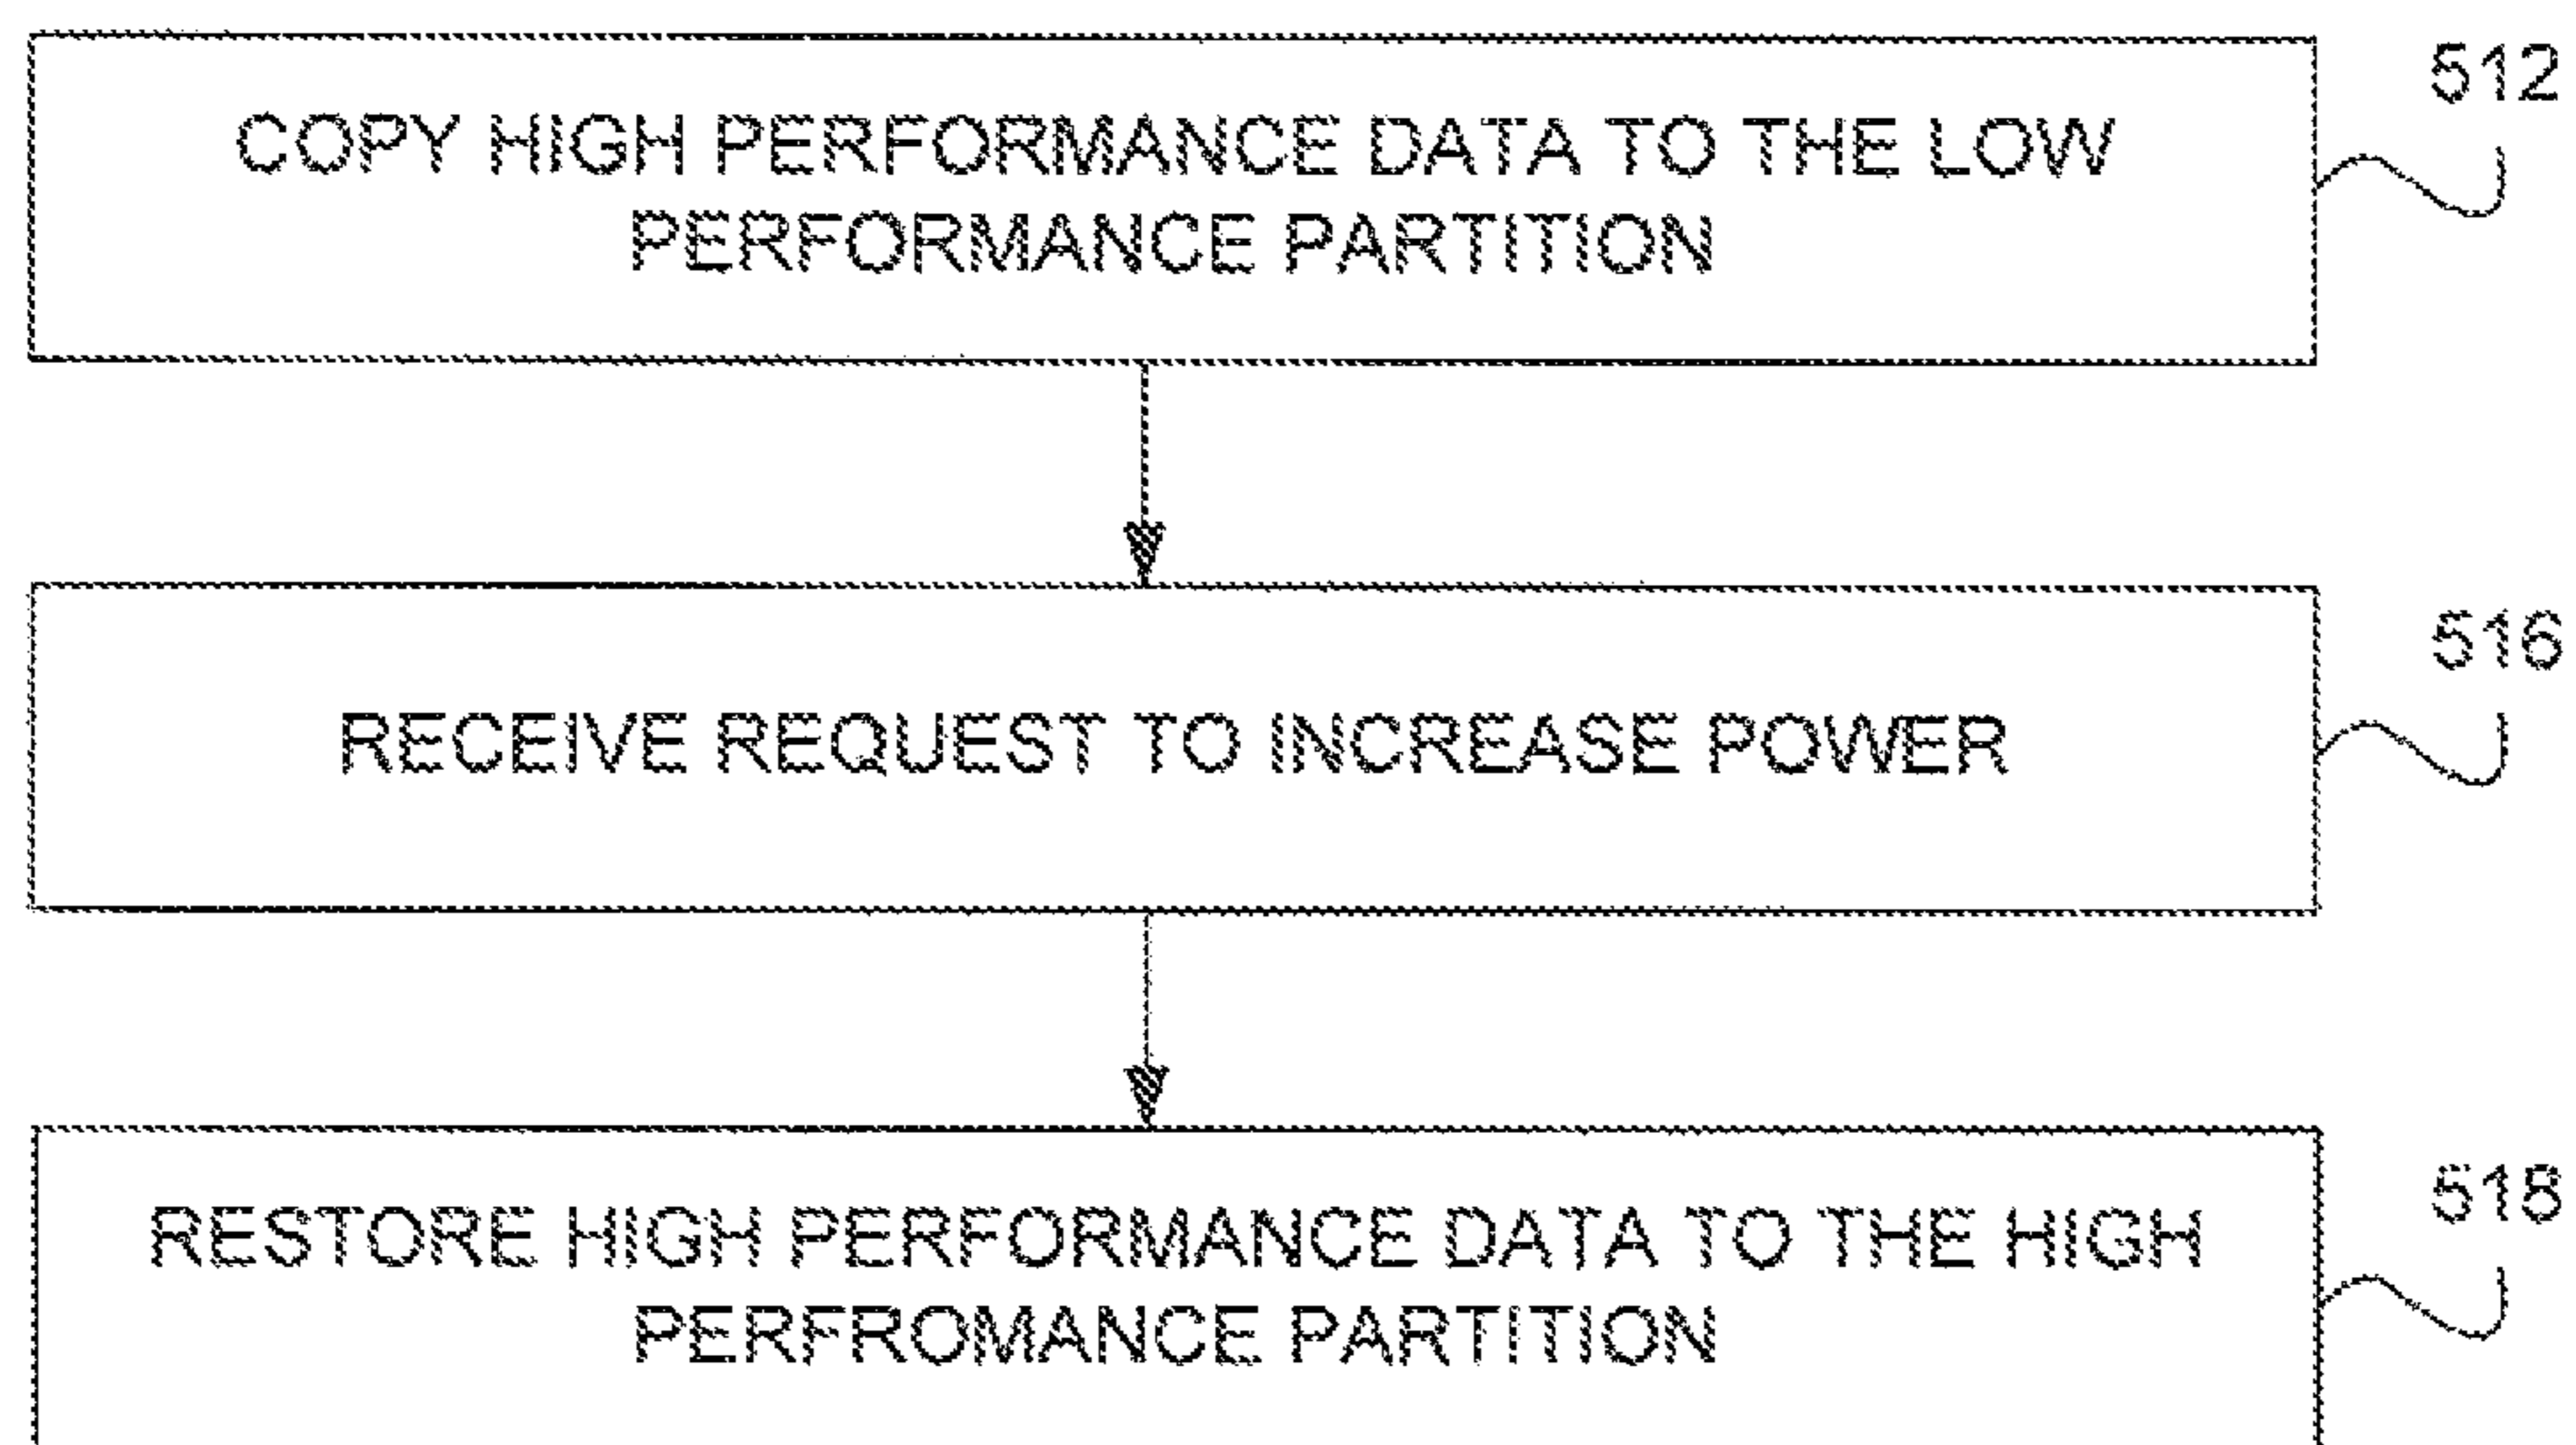 512
COPY HIGH PERFORMANCE DATA TO THE LOW
PERFORMANCE PARTITION
516
RECEIVE REQUEST TO INCREASE POWER
518
RESTORE HIGH PERFORMANCE DATA TO THE HIGH
PERFROMANCE PARTITION